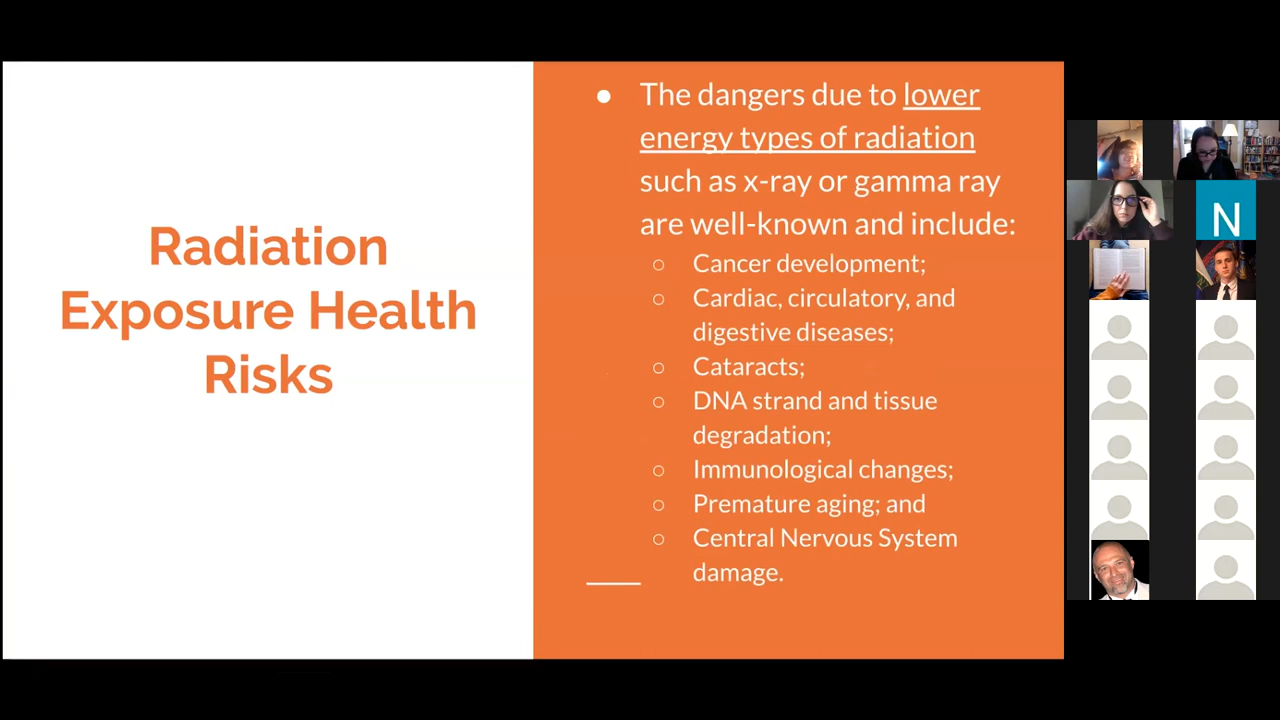 Radiation
Exposure Health
Risks
● The dangers due to lower
energy types of radiation
such as x-ray or gamma ray
are well-known and include:
○ Cancer development;
○ Cardiac, circulatory, and
digestive diseases;
○ Cataracts;
○ DNA strand and tissue
degradation;
○ Immunological changes;
○ Premature aging; and
○ Central Nervous System
damage.
N